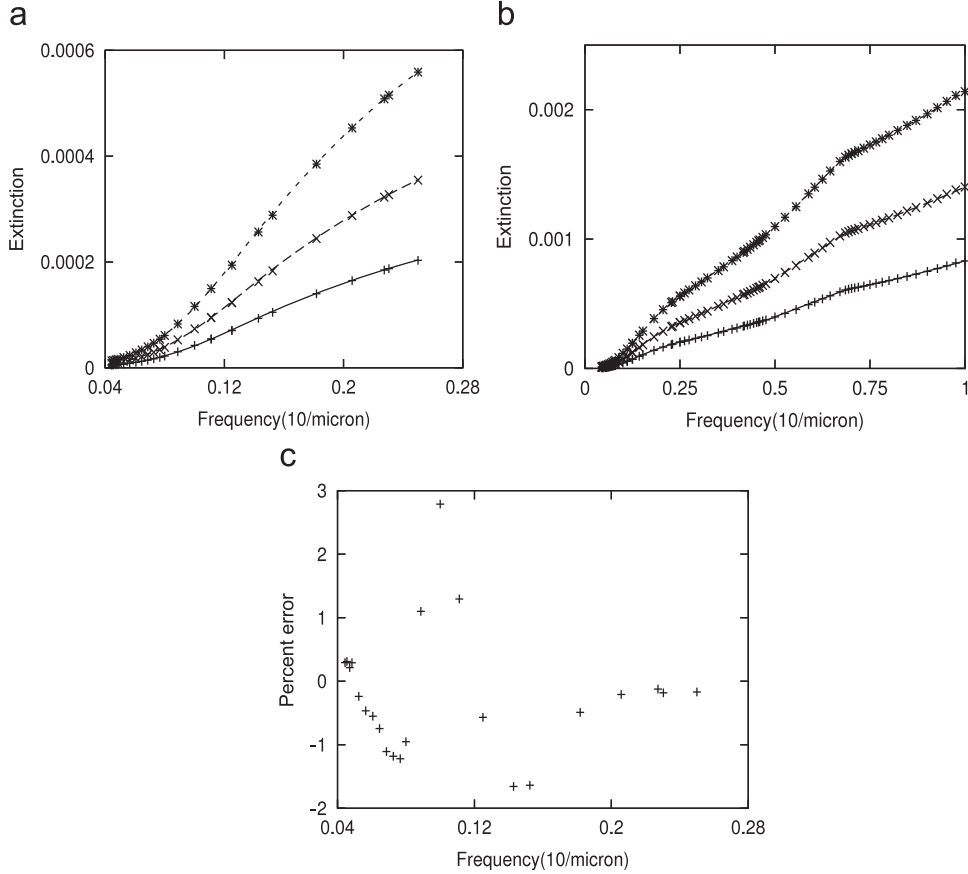 a
0.0006
0.0004
0.0002
0
Extinction
0.04 0.12 0.2 0.28
Frequency(10/micron)
b
0.002
0.001
0
Extinction
0 0.25 0.5 0.75 1
Frequency(10/micron)
c
3
2
1
0
-1
-2
Percent error
0.04 0.12 0.2 0.28
Frequency(10/micron)